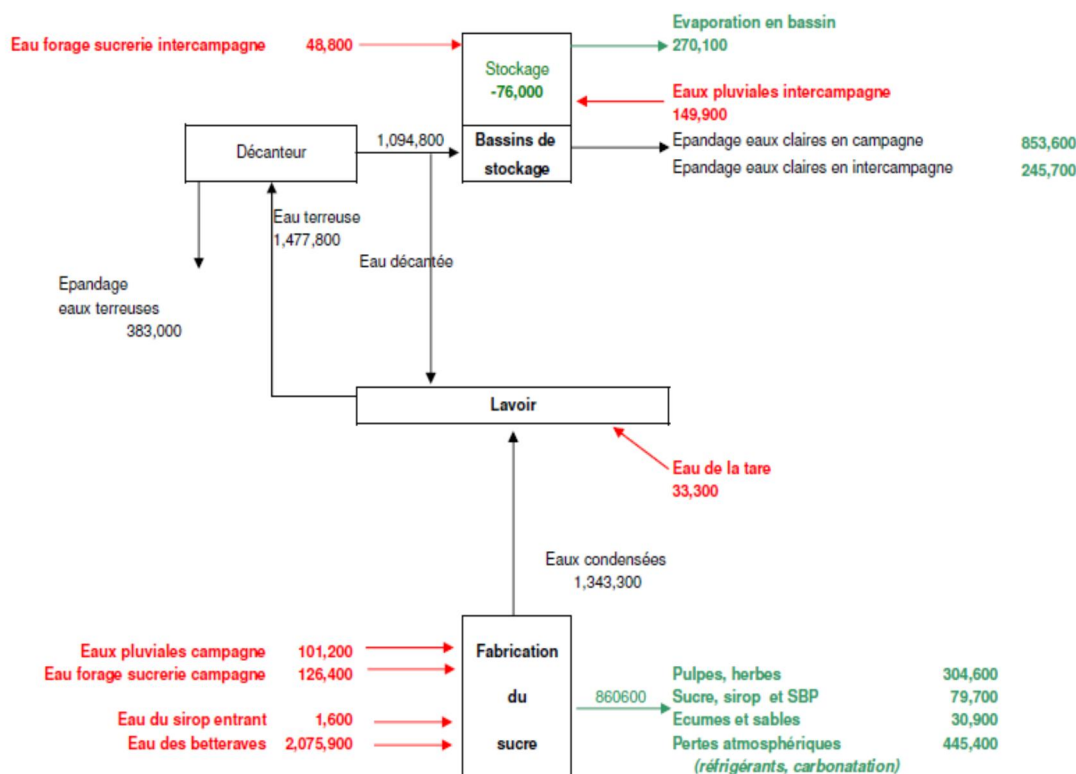 Eau forage sucrerie intercampagne 48,800
Evaporation en bassin
270,100
Stockage
-76,000
Eaux pluviales intercampagne
149,900
Décanteur
1,094,800
Bassins de
stockage
Epandage eaux claires en campagne 853,600
Epandage eaux claires en intercampagne 245,700
Eau terreuse
1,477,800
Eau décantée
Epandage
eaux terreuses
383,000
Lavoir
Eau de la tare
33,300
Eaux condensées
1,343,300
Eaux pluviales campagne 101,200
Eau forage sucrerie campagne 126,400
Eau du sirop entrant 1,600
Eau des betteraves 2,075,900
Fabrication
du
sucre
860600
Pulpes, herbes 304,600
Sucre, sirop et SBP 79,700
Ecumes et sables 30,900
Pertes atmosphériques 445,400
(réfrigérants, carbonatation)